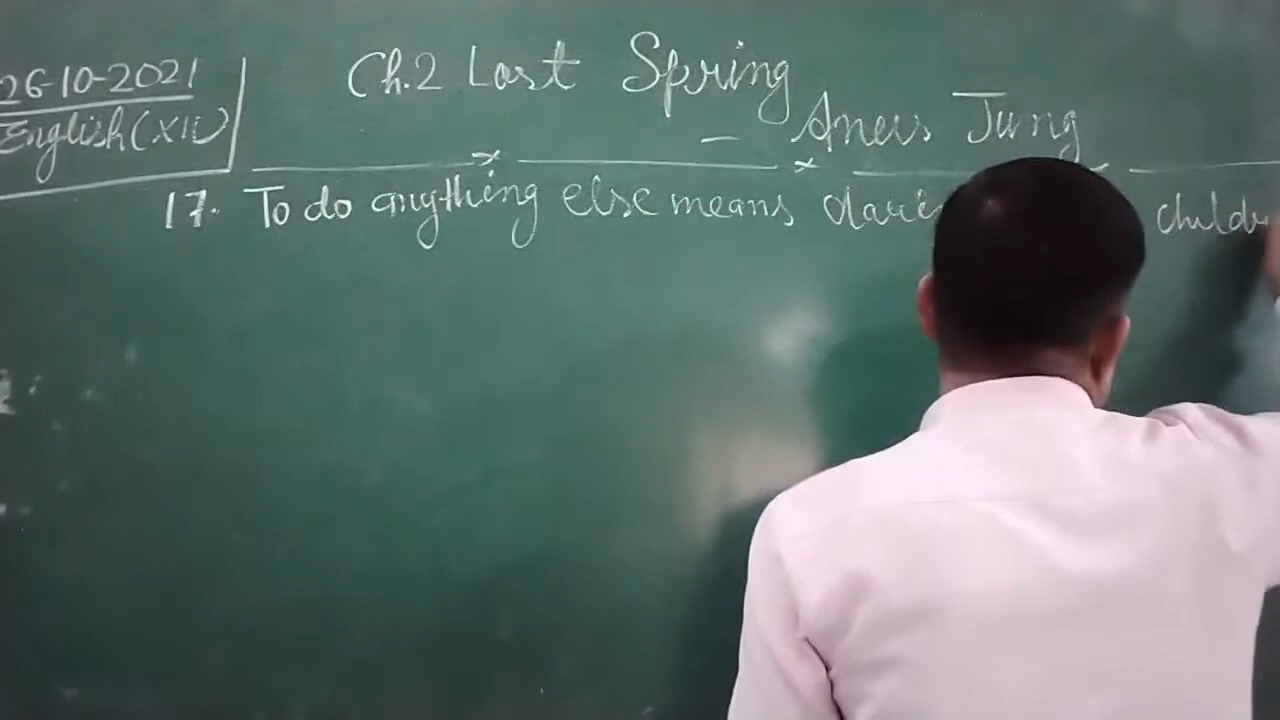 26-10-2021
English (XII)
Ch.2 Lost Spring
- Anees Jung
17. To do anything else means